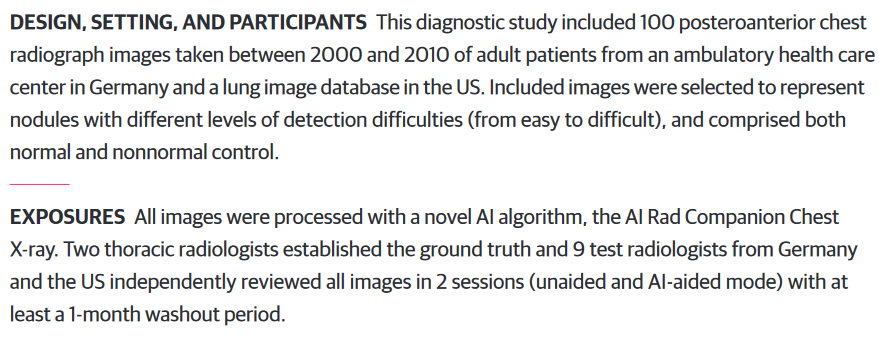 DESIGN, SETTING, AND PARTICIPANTS This diagnostic study included 100 posteroanterior chest
radiograph images taken between 2000 and 2010 of adult patients from an ambulatory health care
center in Germany and a lung image database in the US. Included images were selected to represent
nodules with different levels of detection difficulties (from easy to difficult), and comprised both
normal and nonnormal control.
EXPOSURES All images were processed with a novel AI algorithm, the AI Rad Companion Chest
X-ray. Two thoracic radiologists established the ground truth and 9 test radiologists from Germany
and the US independently reviewed all images in 2 sessions (unaided and AI-aided mode) with at
least a 1-month washout period.